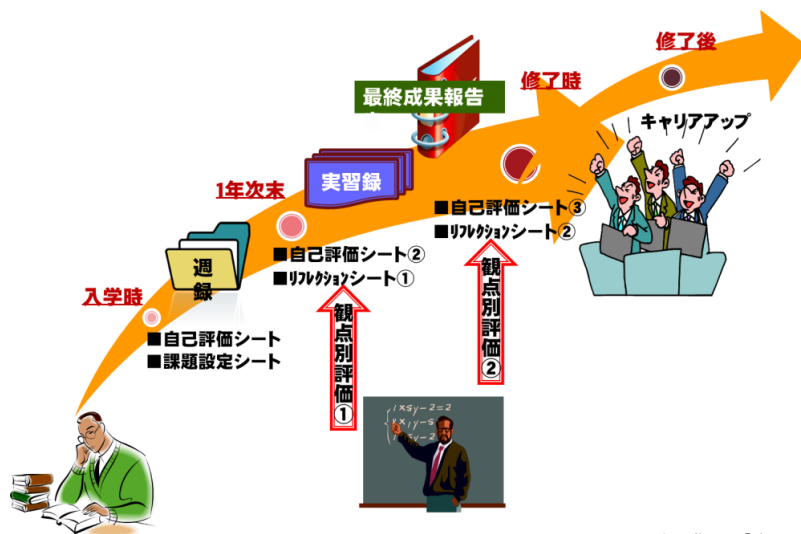 修了後
修了時
最終成果報告
キャリアアップ
実習録
1年次末
■自己評価シート③
■リフレクションシート②
週
録
■自己評価シート②
■リフレクションシート①
入学時
■自己評価シート
■課題設定シート
観点別評価①
観点別評価②
1×5y-2=2